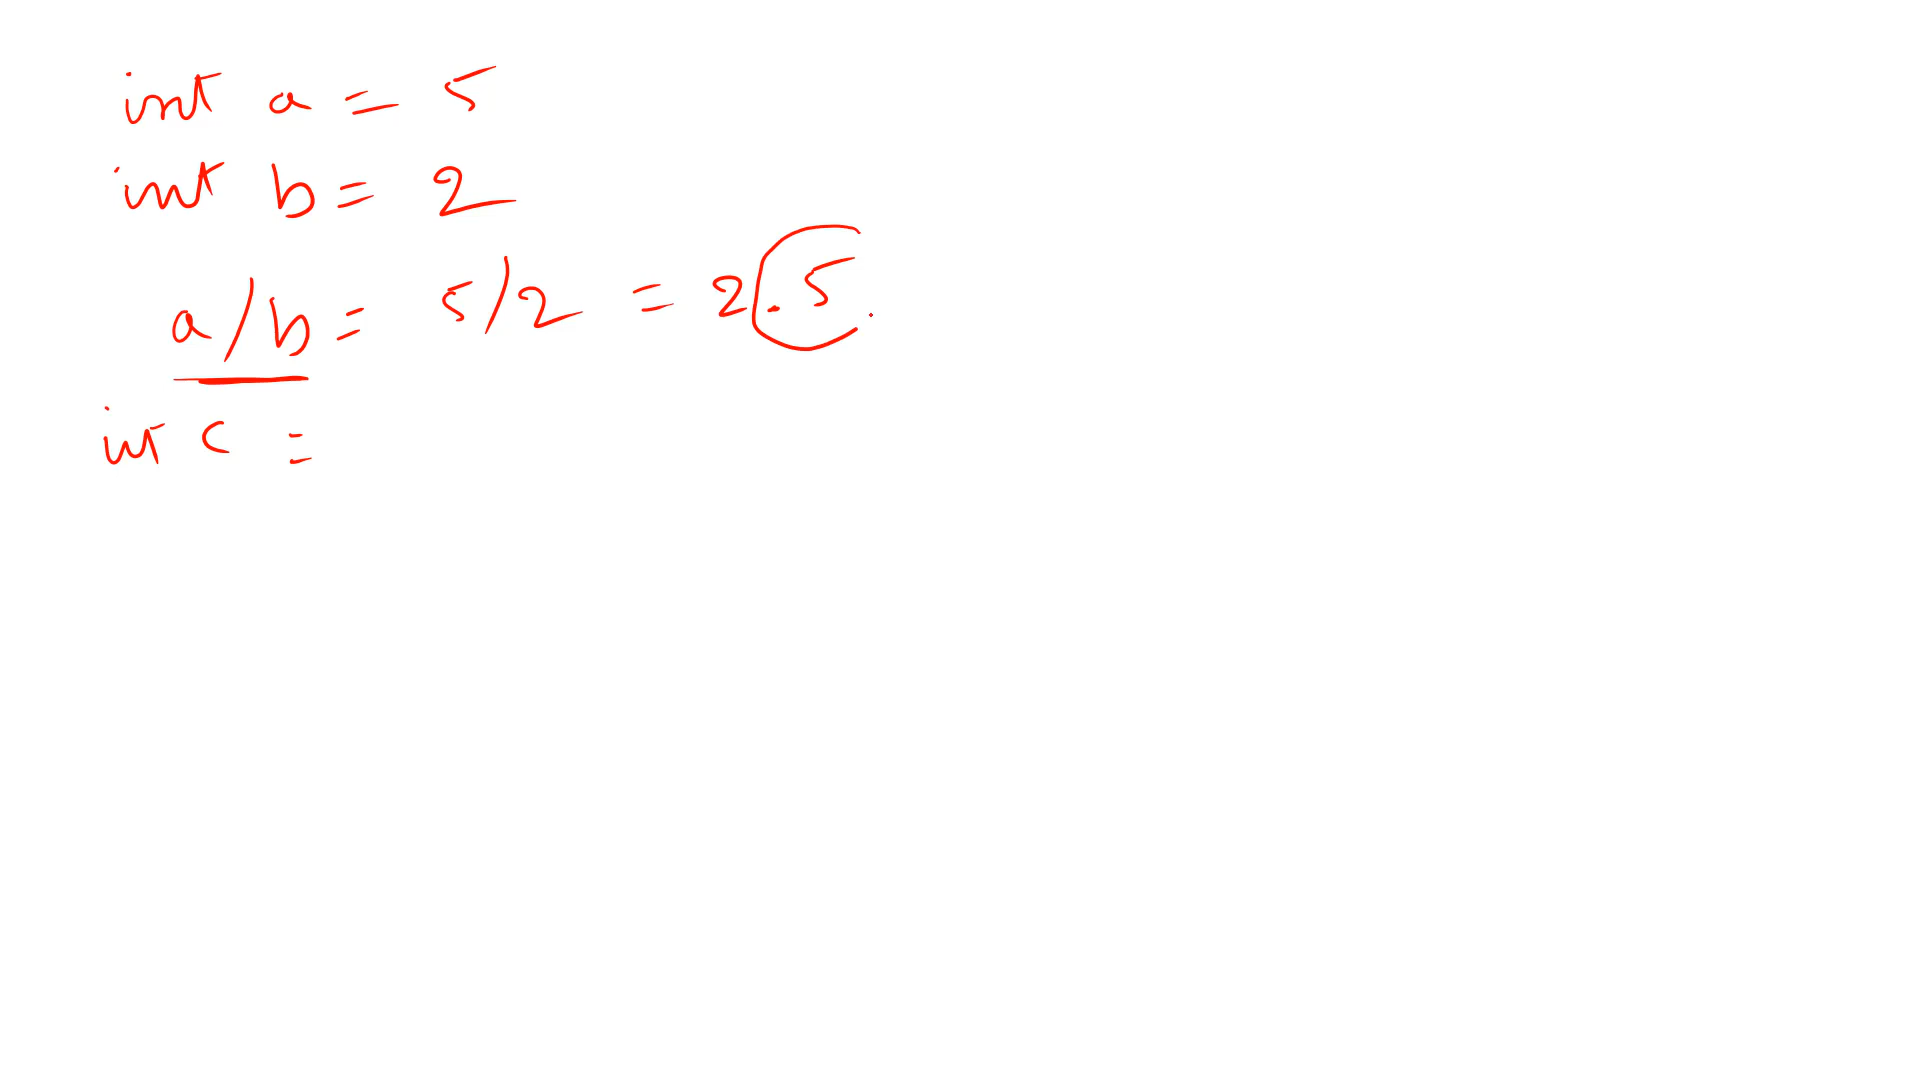 int a = 5
int b = 2
a/b = 5/2 = 2.5
int c =